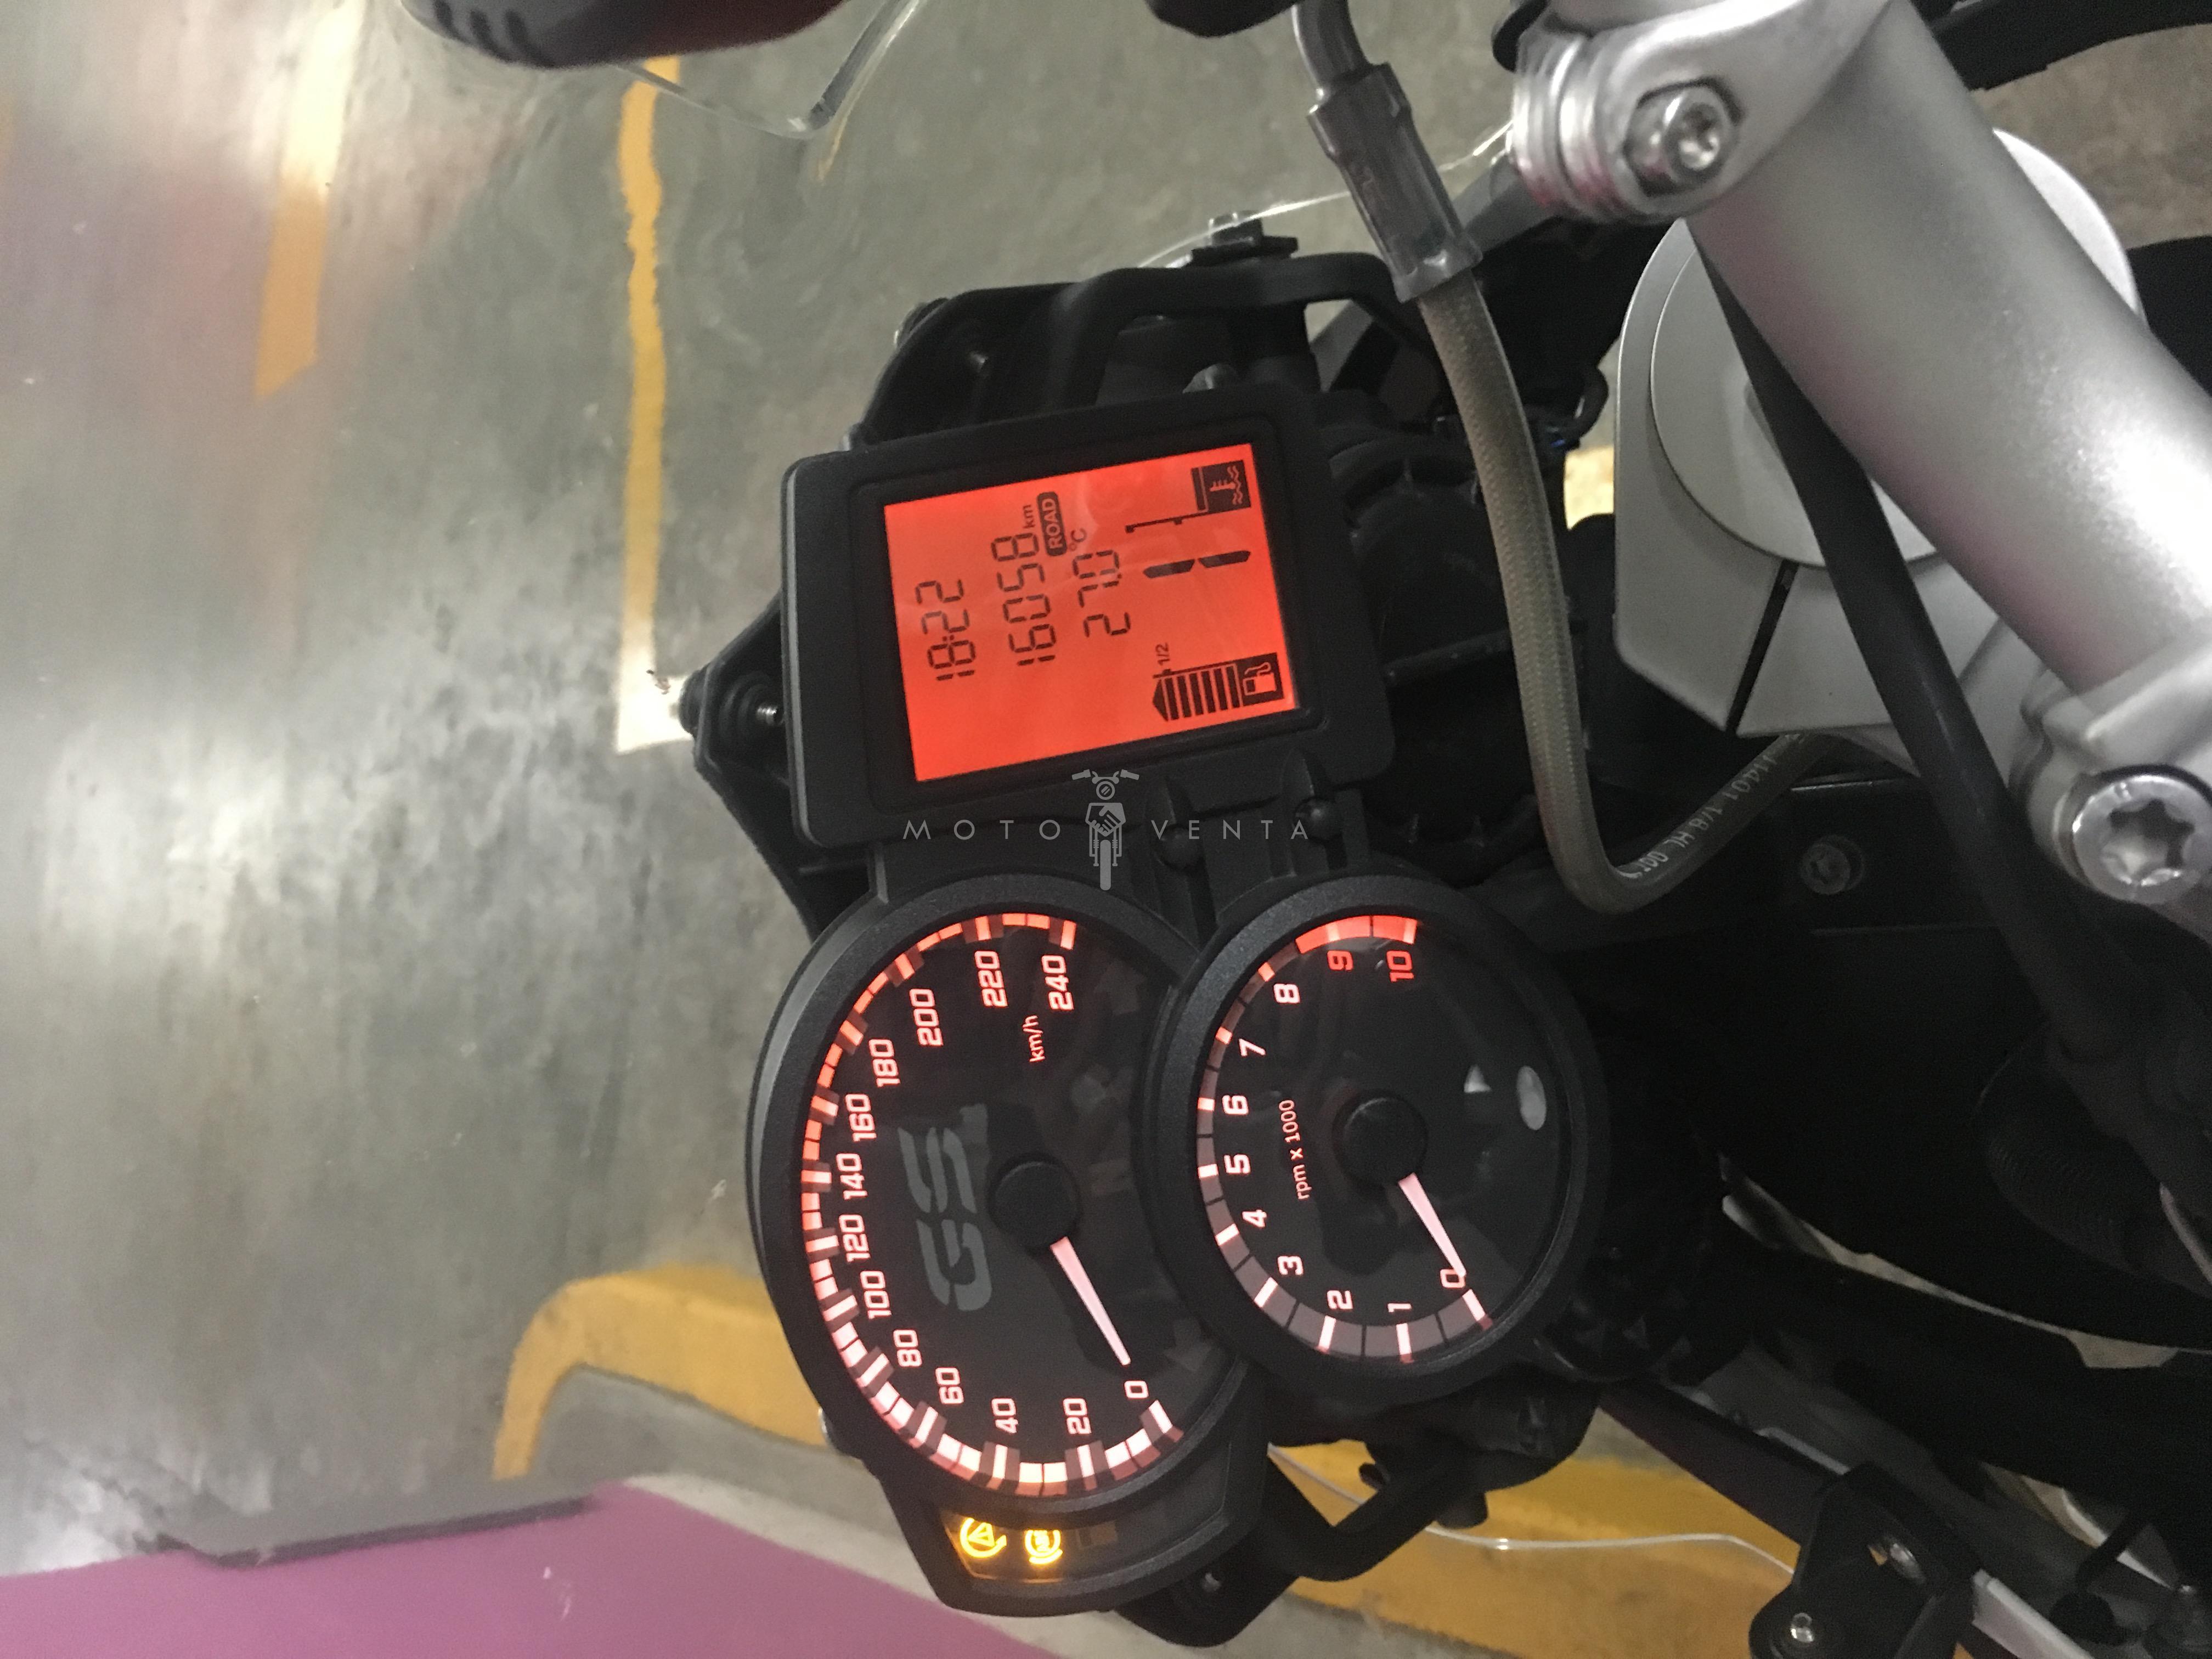 18:22
16058 km
ROAD
27.0 °C
1/2
MOTO VENTA
0 20 40 60 80 100 120 140 160 180 200 220 240
km/h
GS
0 1 2 3 4 5 6 7 8 9 10
rpm x 1000